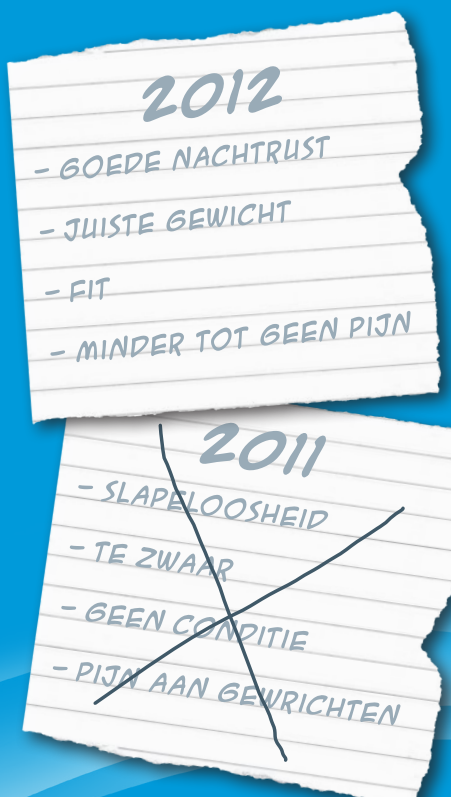 2012
- GOEDE NACHTRUST
- JUISTE GEWICHT
- FIT
- MINDER TOT GEEN PIJN
2011
- SLAPELOOSHEID
- TE ZWAAR
- GEEN CONDITIE
- PIJN AAN GEWRICHTEN